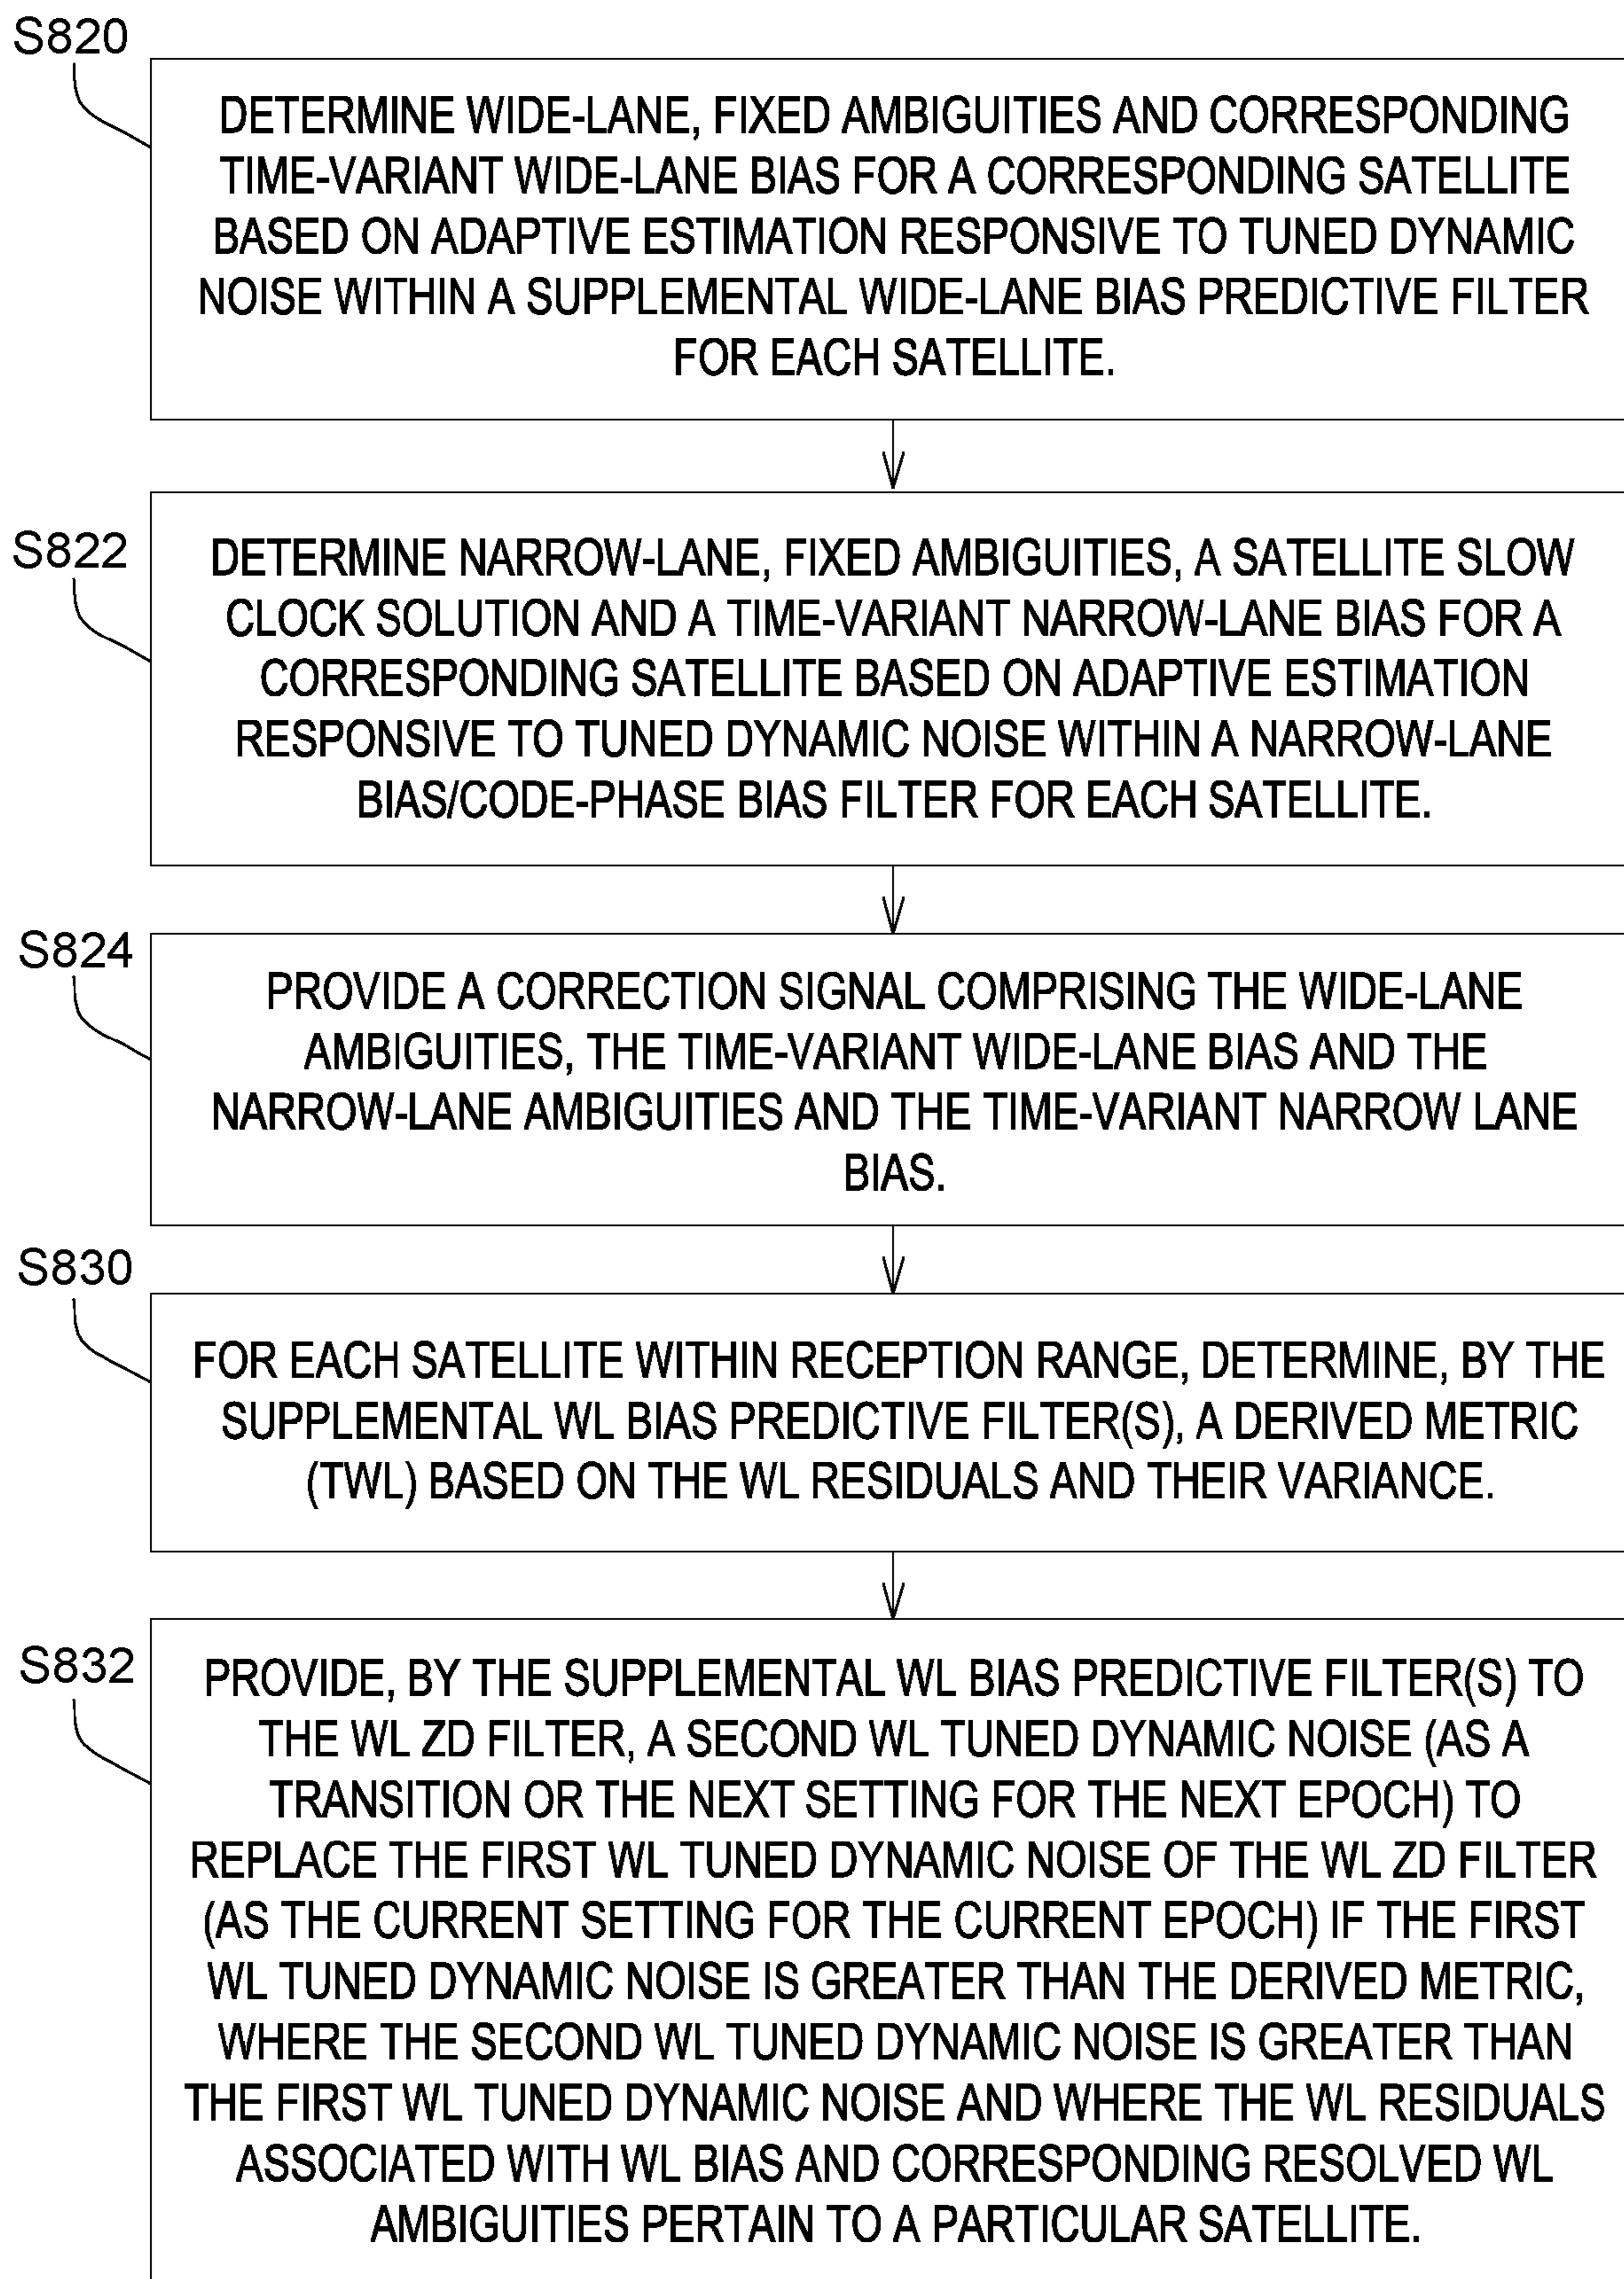 S820
DETERMINE WIDE-LANE, FIXED AMBIGUITIES AND CORRESPONDING
TIME-VARIANT WIDE-LANE BIAS FOR A CORRESPONDING SATELLITE
BASED ON ADAPTIVE ESTIMATION RESPONSIVE TO TUNED DYNAMIC
NOISE WITHIN A SUPPLEMENTAL WIDE-LANE BIAS PREDICTIVE FILTER
FOR EACH SATELLITE.
S822
DETERMINE NARROW-LANE, FIXED AMBIGUITIES, A SATELLITE SLOW
CLOCK SOLUTION AND A TIME-VARIANT NARROW-LANE BIAS FOR A
CORRESPONDING SATELLITE BASED ON ADAPTIVE ESTIMATION
RESPONSIVE TO TUNED DYNAMIC NOISE WITHIN A NARROW-LANE
BIAS/CODE-PHASE BIAS FILTER FOR EACH SATELLITE.
S824
PROVIDE A CORRECTION SIGNAL COMPRISING THE WIDE-LANE
AMBIGUITIES, THE TIME-VARIANT WIDE-LANE BIAS AND THE
NARROW-LANE AMBIGUITIES AND THE TIME-VARIANT NARROW LANE
BIAS.
S830
FOR EACH SATELLITE WITHIN RECEPTION RANGE, DETERMINE, BY THE
SUPPLEMENTAL WL BIAS PREDICTIVE FILTER(S), A DERIVED METRIC
(TWL) BASED ON THE WL RESIDUALS AND THEIR VARIANCE.
S832
PROVIDE, BY THE SUPPLEMENTAL WL BIAS PREDICTIVE FILTER(S) TO
THE WL ZD FILTER, A SECOND WL TUNED DYNAMIC NOISE (AS A
TRANSITION OR THE NEXT SETTING FOR THE NEXT EPOCH) TO
REPLACE THE FIRST WL TUNED DYNAMIC NOISE OF THE WL ZD FILTER
(AS THE CURRENT SETTING FOR THE CURRENT EPOCH) IF THE FIRST
WL TUNED DYNAMIC NOISE IS GREATER THAN THE DERIVED METRIC,
WHERE THE SECOND WL TUNED DYNAMIC NOISE IS GREATER THAN
THE FIRST WL TUNED DYNAMIC NOISE AND WHERE THE WL RESIDUALS
ASSOCIATED WITH WL BIAS AND CORRESPONDING RESOLVED WL
AMBIGUITIES PERTAIN TO A PARTICULAR SATELLITE.